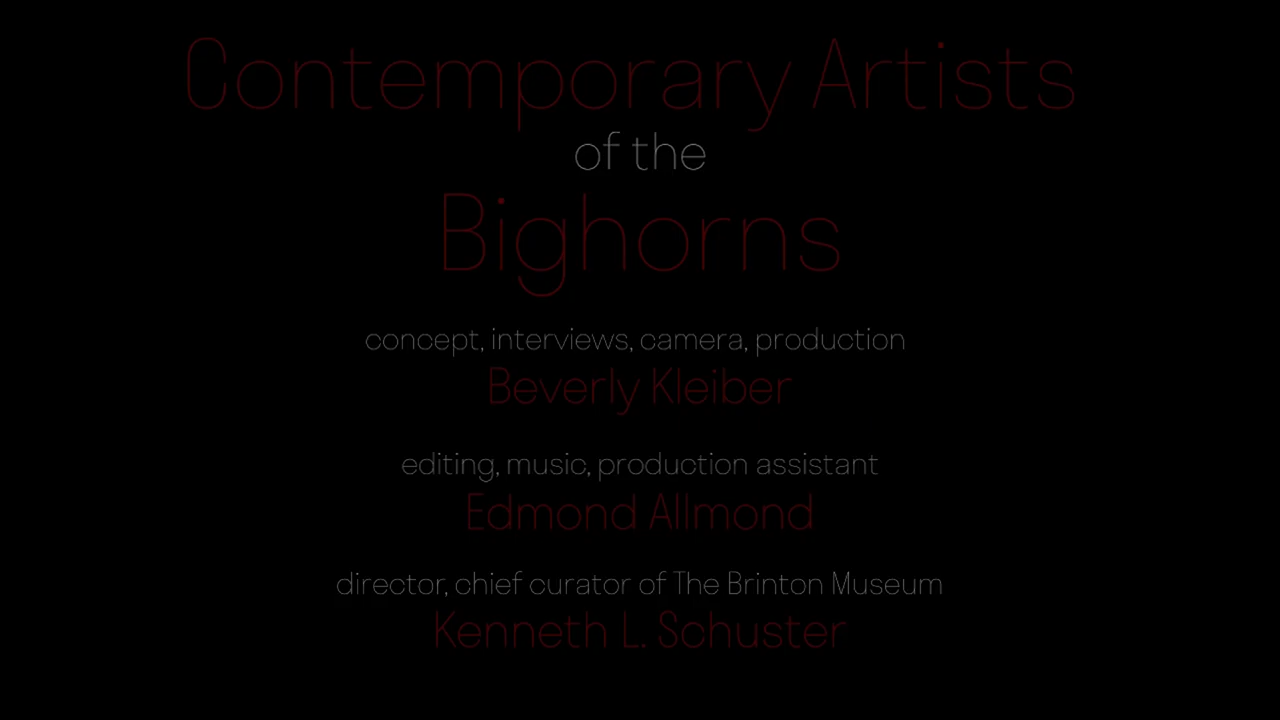 Contemporary Artists
of the
Bighorns
concept, interviews, camera, production
Beverly Kleiber
editing, music, production assistant
Edmond Allmond
director, chief curator of The Brinton Museum
Kenneth L. Schuster